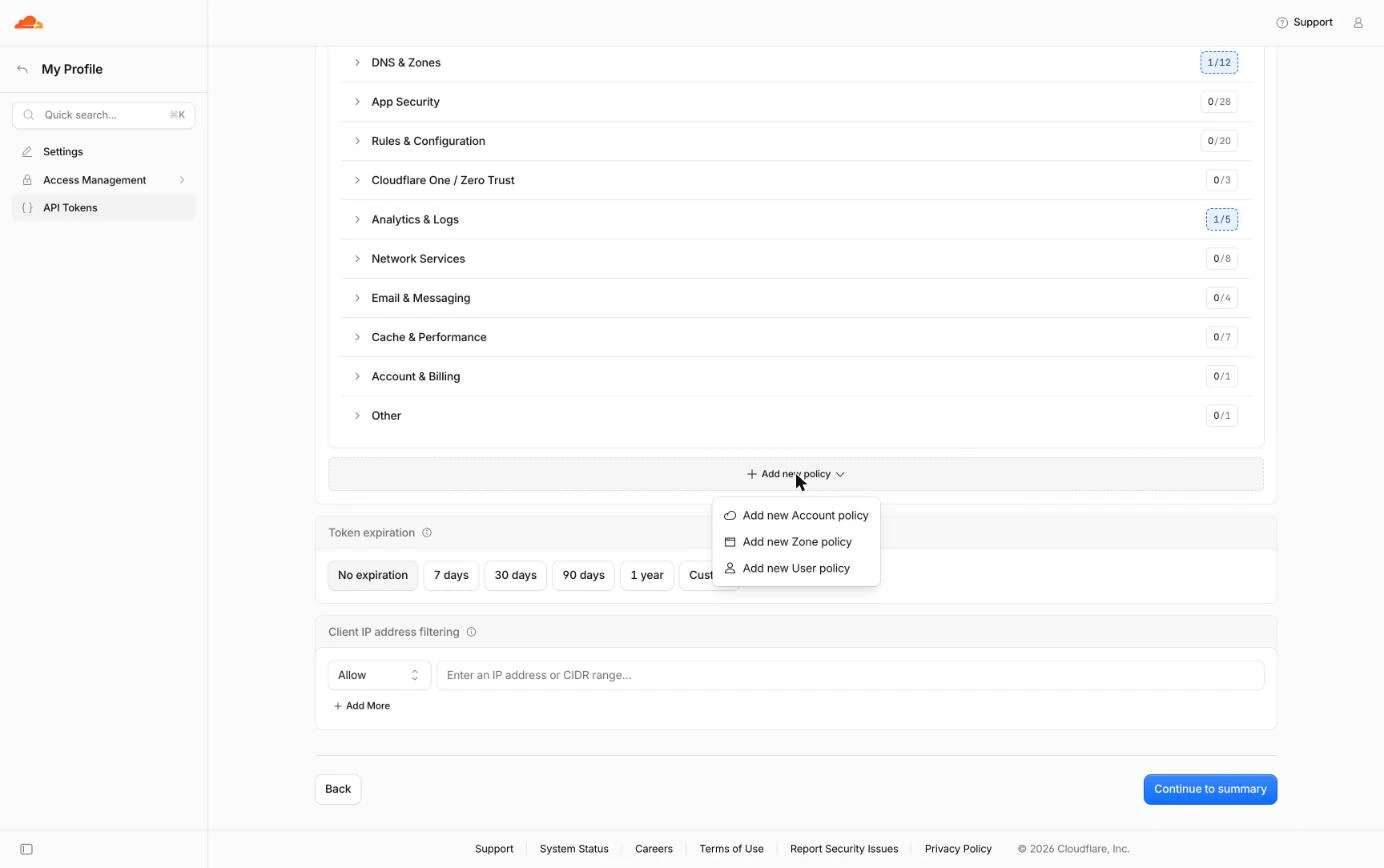 Support
My Profile
Quick search...
⌘K
Settings
Access Management
{ } API Tokens
DNS & Zones
1/12
App Security
0/28
Rules & Configuration
0/20
Cloudflare One / Zero Trust
0/3
Analytics & Logs
1/5
Network Services
0/8
Email & Messaging
0/4
Cache & Performance
0/7
Account & Billing
0/1
Other
0/1
+ Add new policy
Add new Account policy
Add new Zone policy
Add new User policy
Token expiration
No expiration
7 days
30 days
90 days
1 year
Cust
Client IP address filtering
Allow
Enter an IP address or CIDR range...
+ Add More
Back
Continue to summary
Support
System Status
Careers
Terms of Use
Report Security Issues
Privacy Policy
© 2026 Cloudflare, Inc.